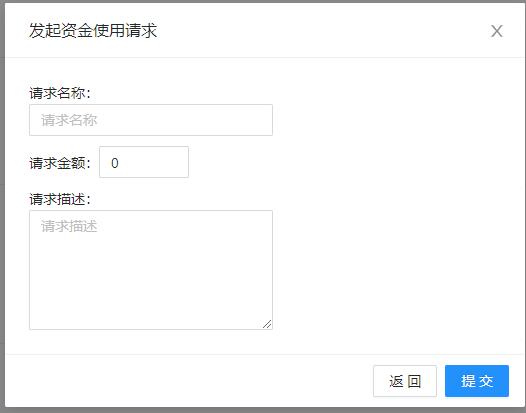 发起资金使用请求
请求名称：
请求名称
请求金额： 0
请求描述：
请求描述
返 回 提 交